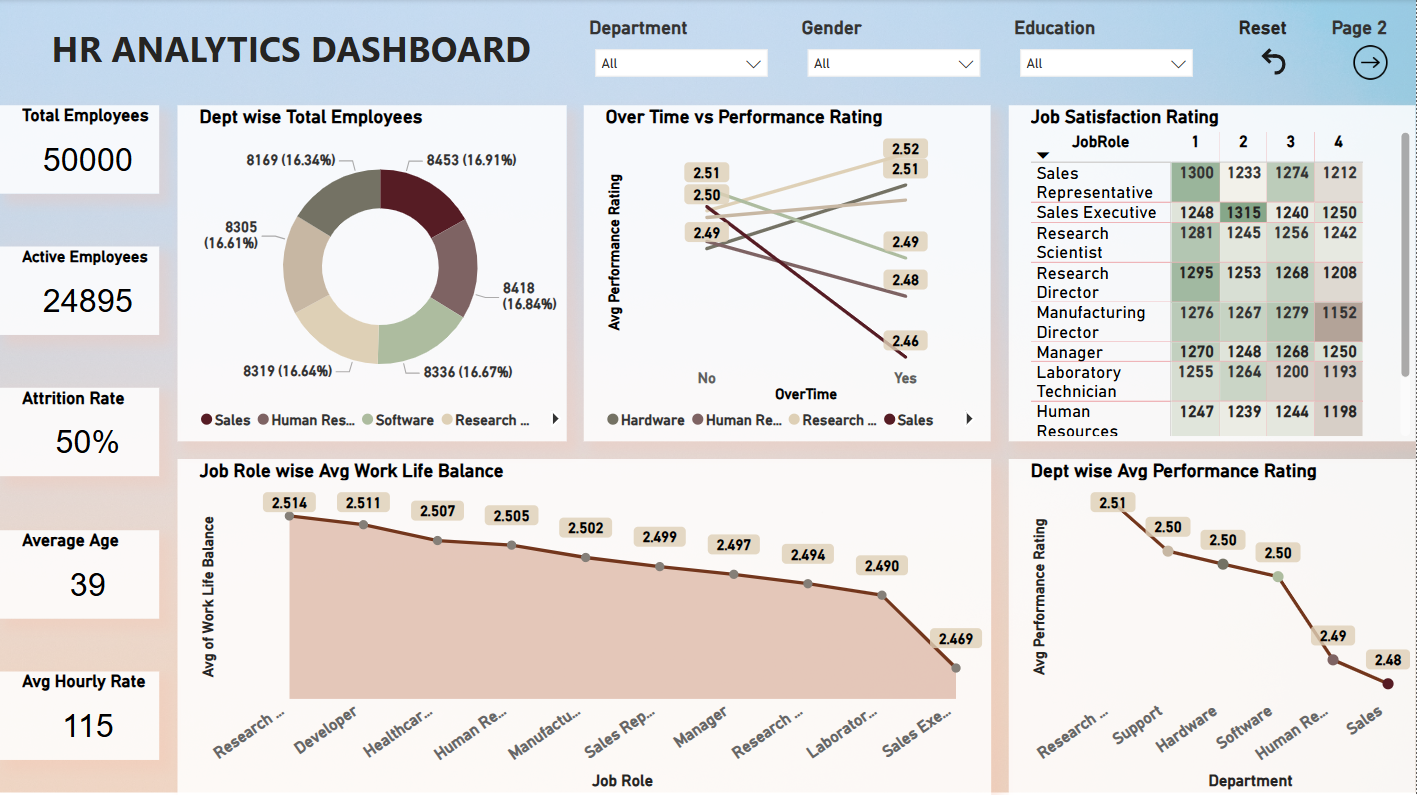 HR ANALYTICS DASHBOARD
Department
All
Gender
All
Education
All
Reset
Page 2
Total Employees
50000
Active Employees
24895
Attrition Rate
50%
Average Age
39
Avg Hourly Rate
115
Dept wise Total Employees
8169 (16.34%)
8453 (16.91%)
8305
(16.61%)
8418
(16.84%)
8319 (16.64%)
8336 (16.67%)
Sales Human Res... Software Research ...
Over Time vs Performance Rating
Avg Performance Rating
2.51
2.50
2.49
2.52
2.51
2.49
2.48
2.46
No Yes
OverTime
Hardware Human Re... Research ... Sales
Job Satisfaction Rating
JobRole 1 2 3 4
Sales
Representative
1300 1233 1274 1212
Sales Executive 1248 1315 1240 1250
Research
Scientist
1281 1245 1256 1242
Research
Director
1295 1253 1268 1208
Manufacturing
Director
1276 1267 1279 1152
Manager 1270 1248 1268 1250
Laboratory
Technician
1255 1264 1200 1193
Human
Resources
1247 1239 1244 1198
Job Role wise Avg Work Life Balance
Avg of Work Life Balance
2.514 2.511 2.507 2.505 2.502 2.499 2.497 2.494 2.490 2.469
Research ... Developer Healthcar... Human Re... Manufactu... Sales Rep... Manager Research ... Laborator... Sales Exe...
Job Role
Dept wise Avg Performance Rating
Avg Performance Rating
2.51 2.50 2.50 2.50 2.49 2.48
Research ... Support Hardware Software Human Re... Sales
Department